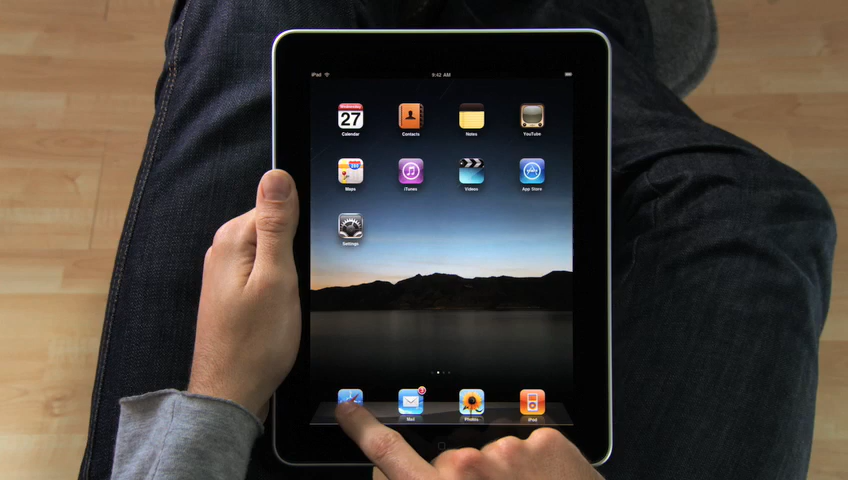 iPad 9:42 AM
Wednesday
27
Calendar Contacts Notes YouTube
280
Maps iTunes Videos App Store
Settings
Mail Photos iPod